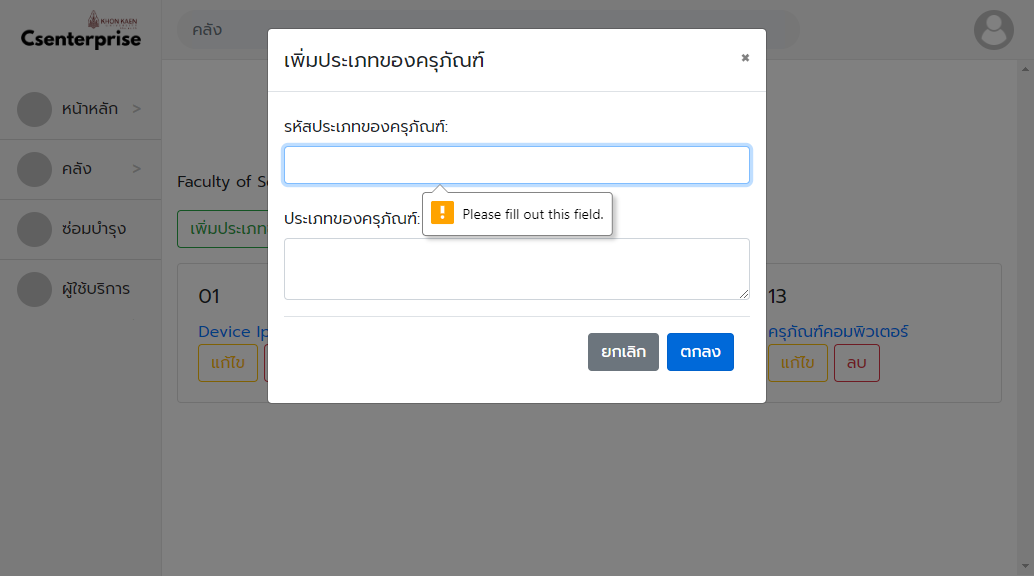 KHON KAEN
Csenterprise
คลัง
หน้าหลัก >
คลัง >
ซ่อมบำรุง
ผู้ใช้บริการ
Faculty of S
เพิ่มประเภท
01
Device Ip
แก้ไข
13
ครุภัณฑ์คอมพิวเตอร์
แก้ไข ลบ
เพิ่มประเภทของครุภัณฑ์ ×
รหัสประเภทของครุภัณฑ์:
Please fill out this field.
ประเภทของครุภัณฑ์:
ยกเลิก ตกลง